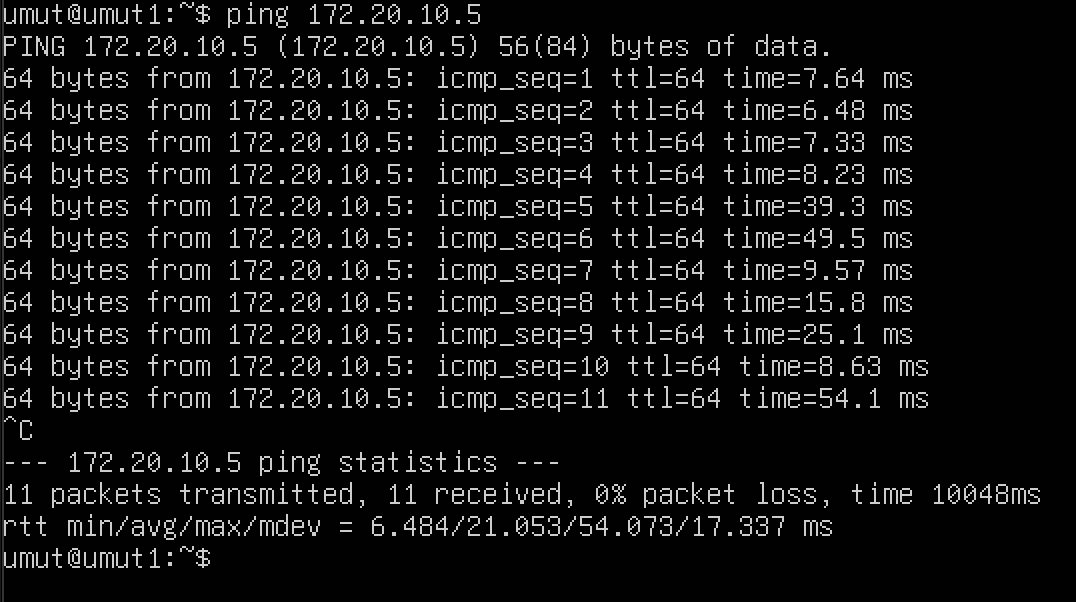 umut@umut1:~$ ping 172.20.10.5
PING 172.20.10.5 (172.20.10.5) 56(84) bytes of data.
64 bytes from 172.20.10.5: icmp_seq=1 ttl=64 time=7.64 ms
64 bytes from 172.20.10.5: icmp_seq=2 ttl=64 time=6.48 ms
64 bytes from 172.20.10.5: icmp_seq=3 ttl=64 time=7.33 ms
64 bytes from 172.20.10.5: icmp_seq=4 ttl=64 time=8.23 ms
64 bytes from 172.20.10.5: icmp_seq=5 ttl=64 time=39.3 ms
64 bytes from 172.20.10.5: icmp_seq=6 ttl=64 time=49.5 ms
64 bytes from 172.20.10.5: icmp_seq=7 ttl=64 time=9.57 ms
64 bytes from 172.20.10.5: icmp_seq=8 ttl=64 time=15.8 ms
64 bytes from 172.20.10.5: icmp_seq=9 ttl=64 time=25.1 ms
64 bytes from 172.20.10.5: icmp_seq=10 ttl=64 time=8.63 ms
64 bytes from 172.20.10.5: icmp_seq=11 ttl=64 time=54.1 ms
^C
--- 172.20.10.5 ping statistics ---
11 packets transmitted, 11 received, 0% packet loss, time 10048ms
rtt min/avg/max/mdev = 6.484/21.053/54.073/17.337 ms
umut@umut1:~$